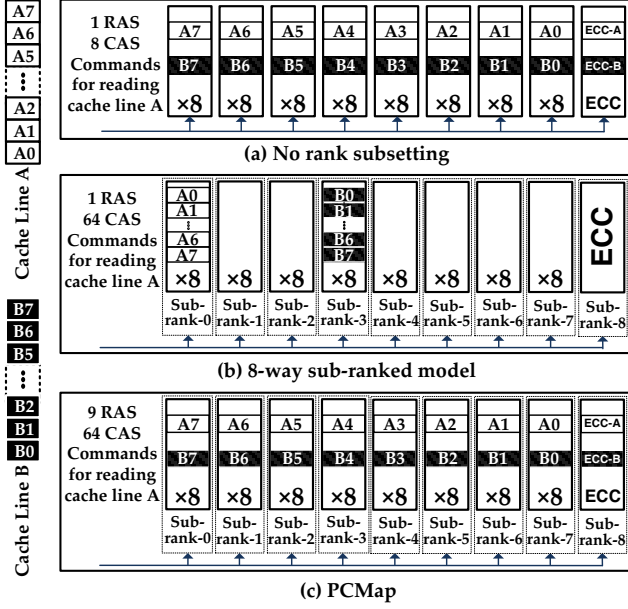 A7
A6
A5
A2
A1
A0
Cache Line A
B7
B6
B5
B2
B1
B0
Cache Line B
1 RAS
8 CAS
Commands
for reading
cache line A
A7 A6 A5 A4 A3 A2 A1 A0 ECC-A
B7 B6 B5 B4 B3 B2 B1 B0 ECC-B
×8 ×8 ×8 ×8 ×8 ×8 ×8 ×8 ECC
(a) No rank subsetting
1 RAS
64 CAS
Commands
for reading
cache line A
A0 B0
A1 B1
A6 B6
A7 B7
ECC
×8 ×8 ×8 ×8 ×8 ×8 ×8 ×8
Sub- Sub- Sub- Sub- Sub- Sub- Sub- Sub- Sub-
rank-0 rank-1 rank-2 rank-3 rank-4 rank-5 rank-6 rank-7 rank-8
(b) 8-way sub-ranked model
9 RAS
64 CAS
Commands
for reading
cache line A
A7 A6 A5 A4 A3 A2 A1 A0 ECC-A
B7 B6 B5 B4 B3 B2 B1 B0 ECC-B
×8 ×8 ×8 ×8 ×8 ×8 ×8 ×8 ECC
Sub- Sub- Sub- Sub- Sub- Sub- Sub- Sub- Sub-
rank-0 rank-1 rank-2 rank-3 rank-4 rank-5 rank-6 rank-7 rank-8
(c) PCMap